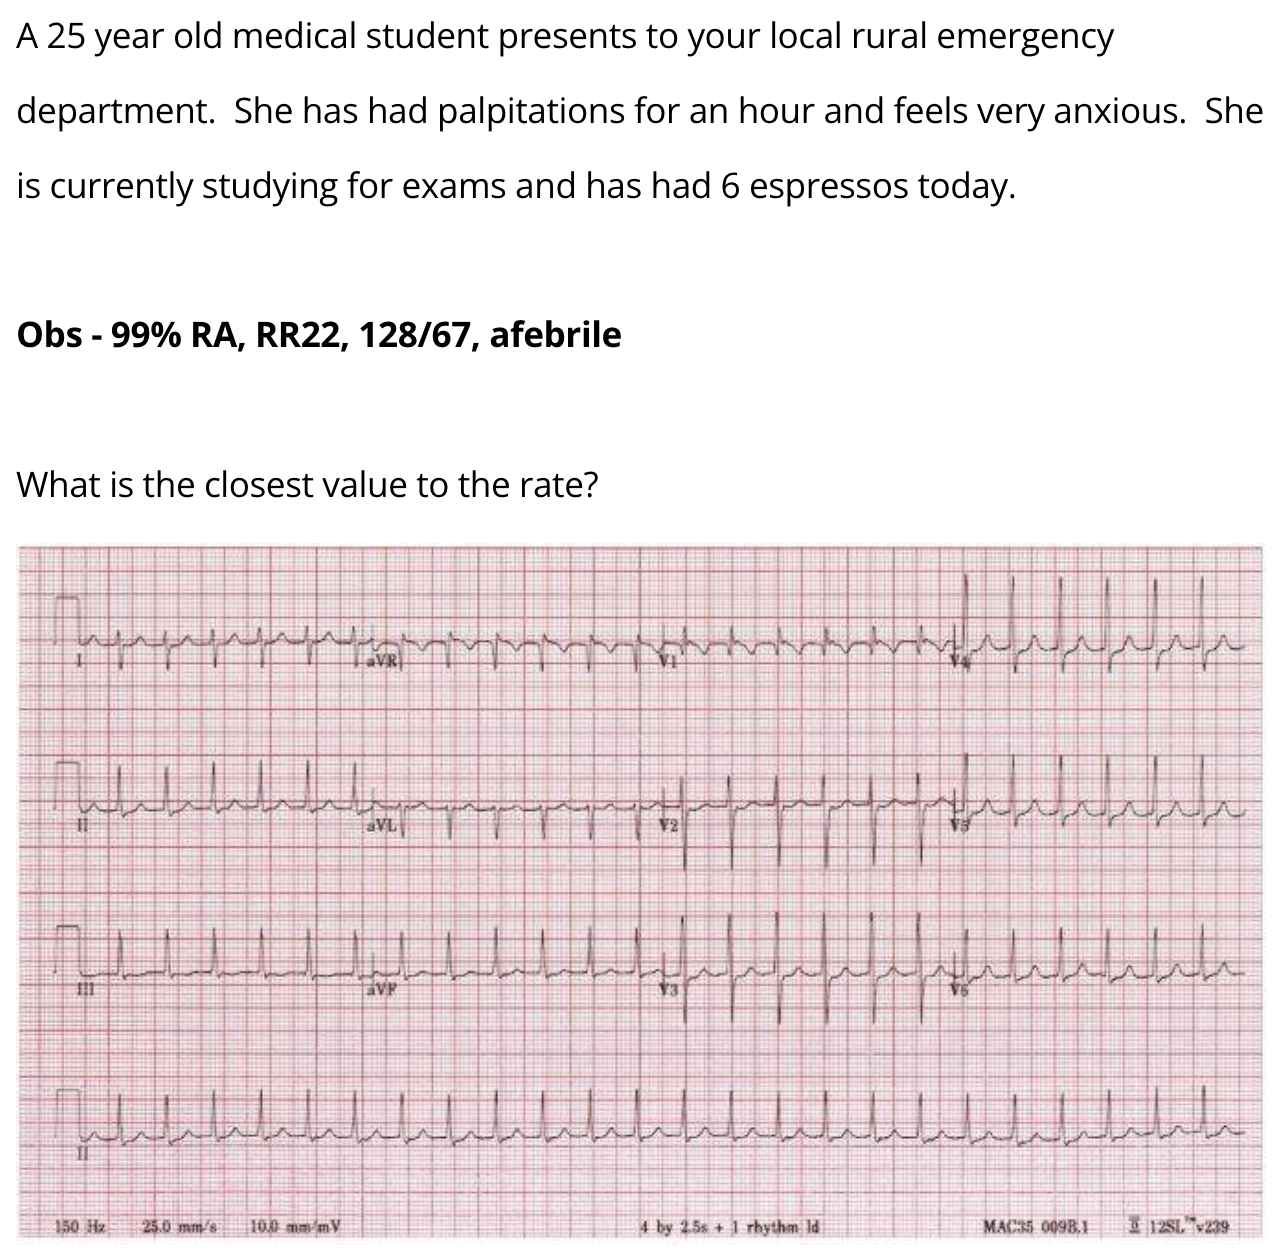 A 25 year old medical student presents to your local rural emergency
department.  She has had palpitations for an hour and feels very anxious.  She
is currently studying for exams and has had 6 espressos today.
Obs - 99% RA, RR22, 128/67, afebrile
What is the closest value to the rate?
I aVR V1 V4
II aVL V2 V5
III aVF V3 V6
II
150 Hz 25.0 mm/s 10.0 mm/mV 4 by 2.5s + 1 rhythm ld MAC35 009B.1 12SL™ v239